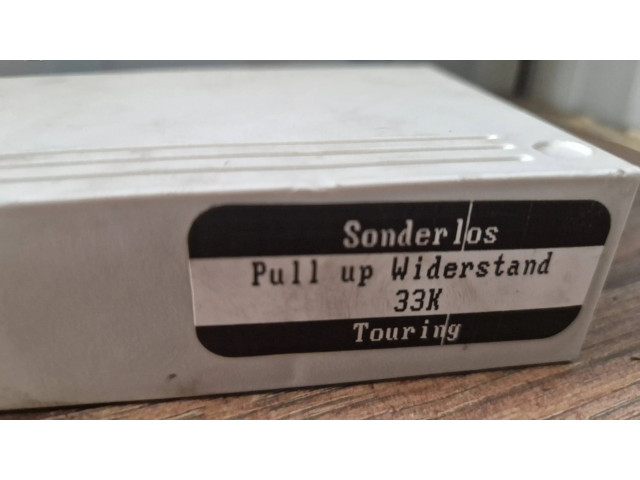 Sonderlos
Pull up Widerstand
33K
Touring